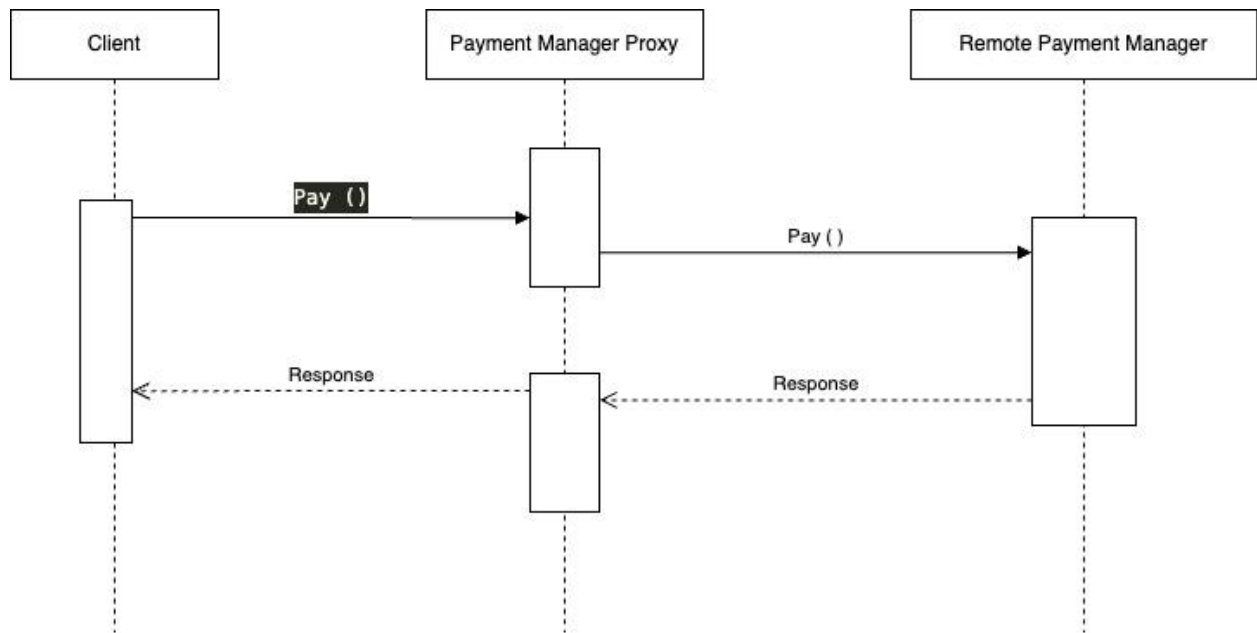 Client
Payment Manager Proxy
Remote Payment Manager
Pay ()
Pay ( )
Response
Response